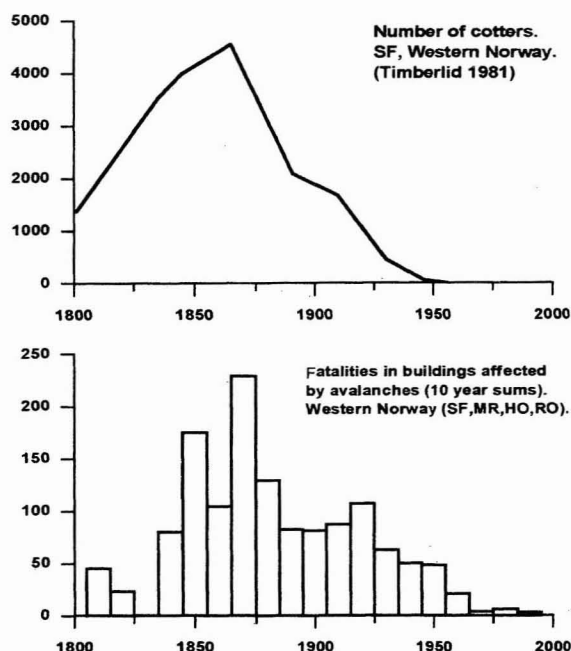 5000
4000
3000
2000
1000
0
Number of cotters.
SF, Western Norway.
(Timberlid 1981)
1800 1850 1900 1950 2000
250
200
150
100
50
0
Fatalities in buildings affected
by avalanches (10 year sums).
Western Norway (SF,MR,HO,RO).
1800 1850 1900 1950 2000